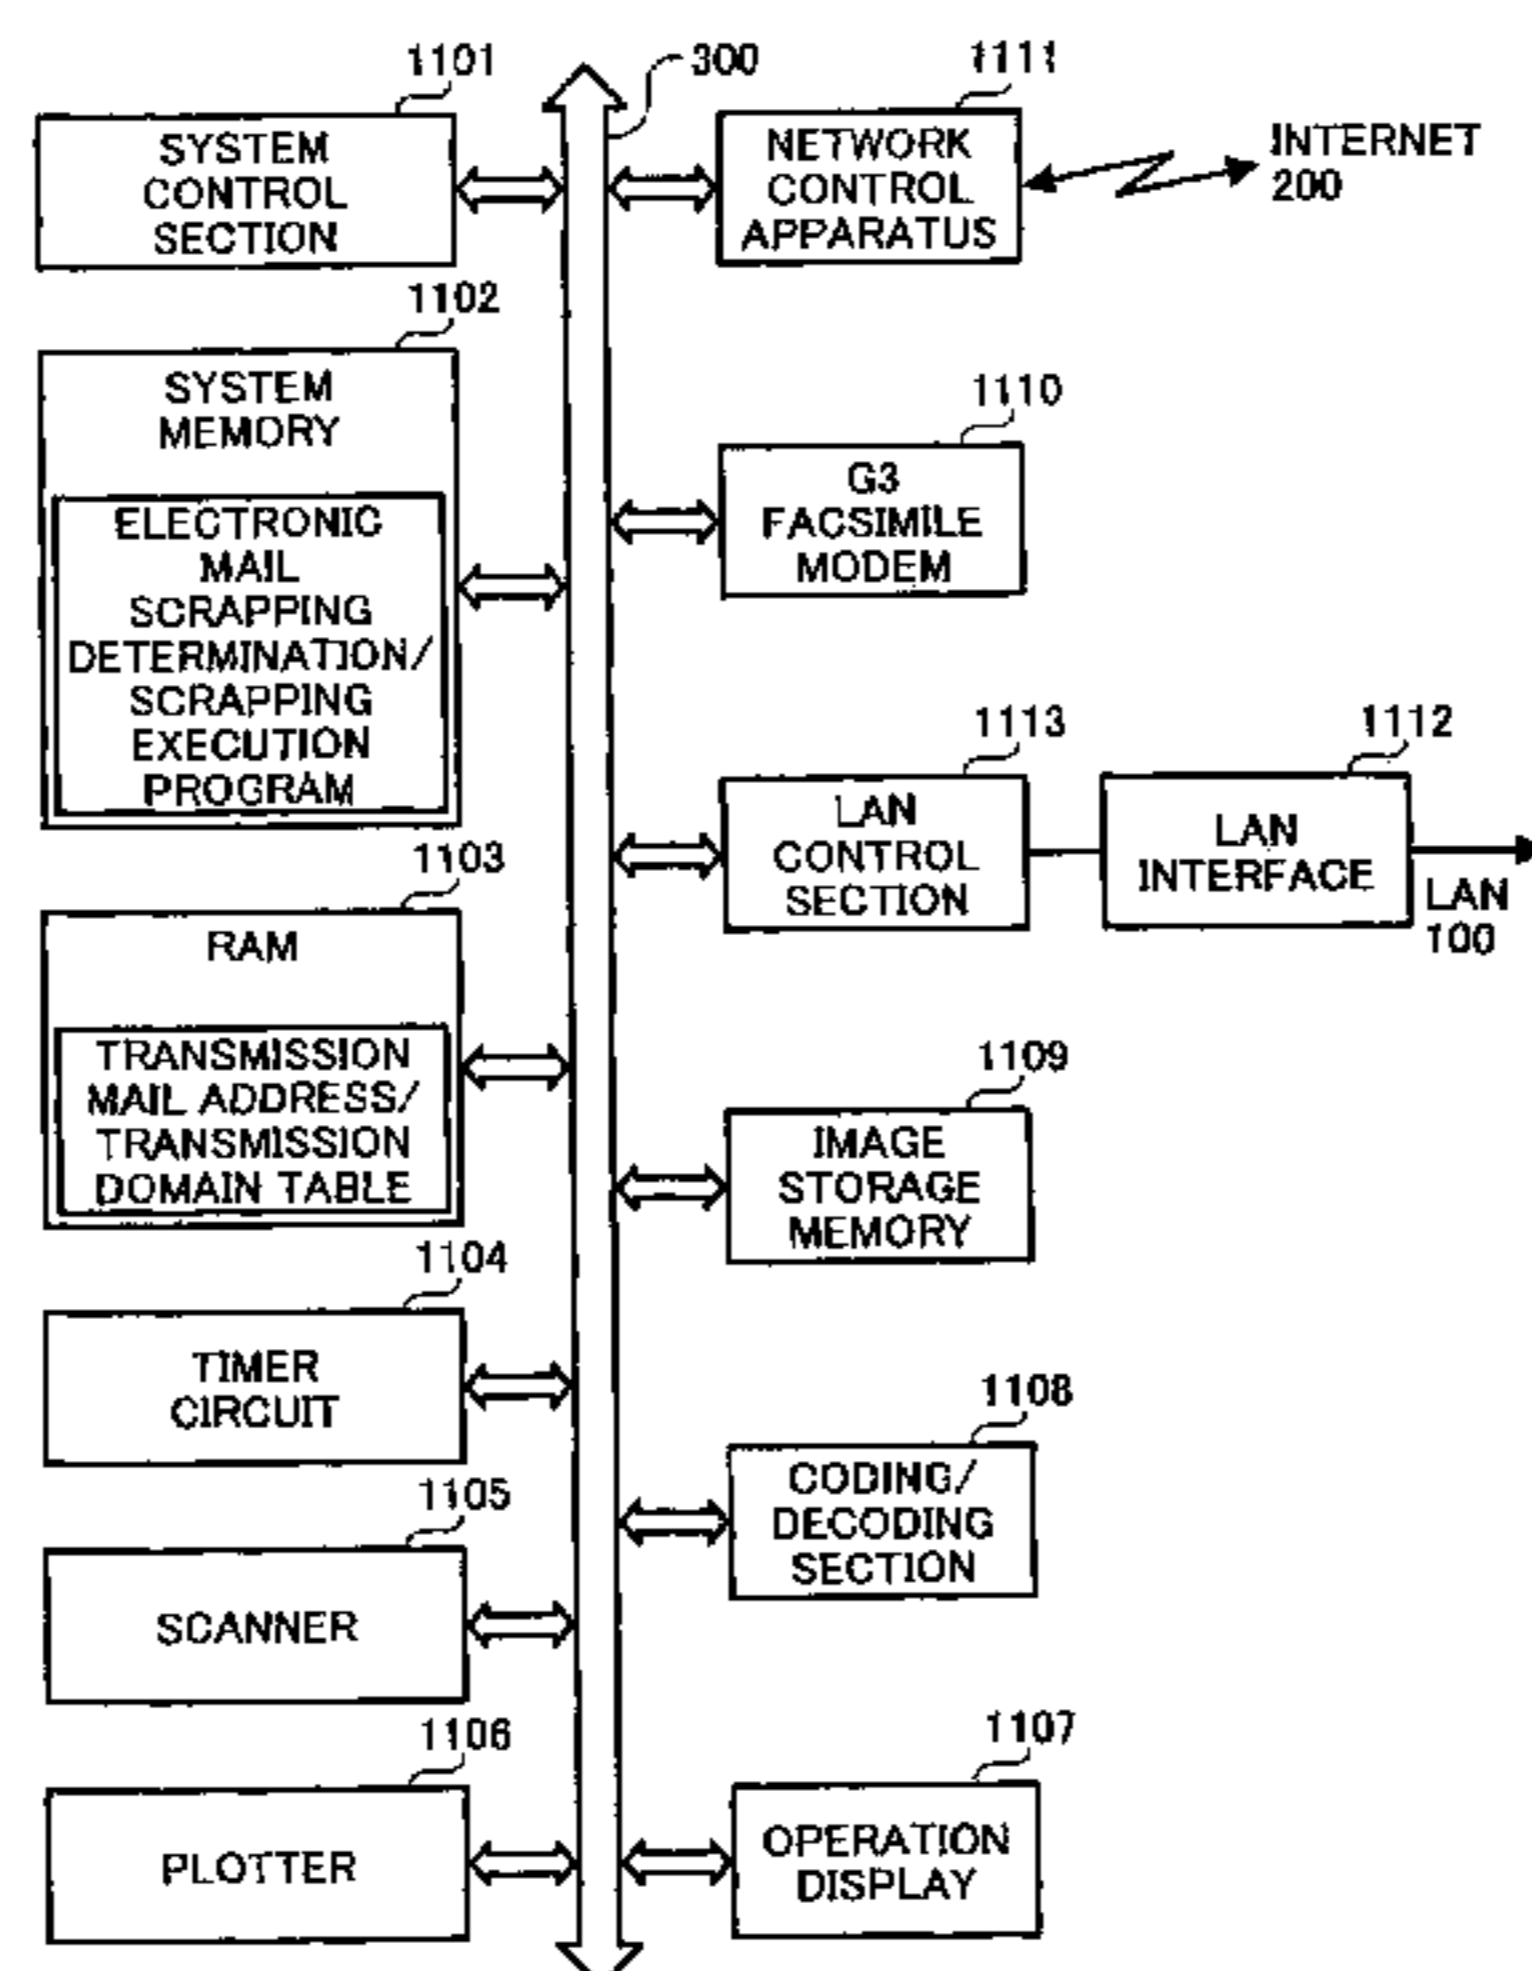 1101
SYSTEM
CONTROL
SECTION
1102
SYSTEM
MEMORY
ELECTRONIC
MAIL
SCRAPPING
DETERMINATION/
SCRAPPING
EXECUTION
PROGRAM
1103
RAM
TRANSMISSION
MAIL ADDRESS/
TRANSMISSION
DOMAIN TABLE
1104
TIMER
CIRCUIT
1105
SCANNER
1106
PLOTTER
300
1111
NETWORK
CONTROL
APPARATUS
INTERNET
200
1110
G3
FACSIMILE
MODEM
1113
LAN
CONTROL
SECTION
1112
LAN
INTERFACE
LAN
100
1109
IMAGE
STORAGE
MEMORY
1108
CODING/
DECODING
SECTION
1107
OPERATION
DISPLAY